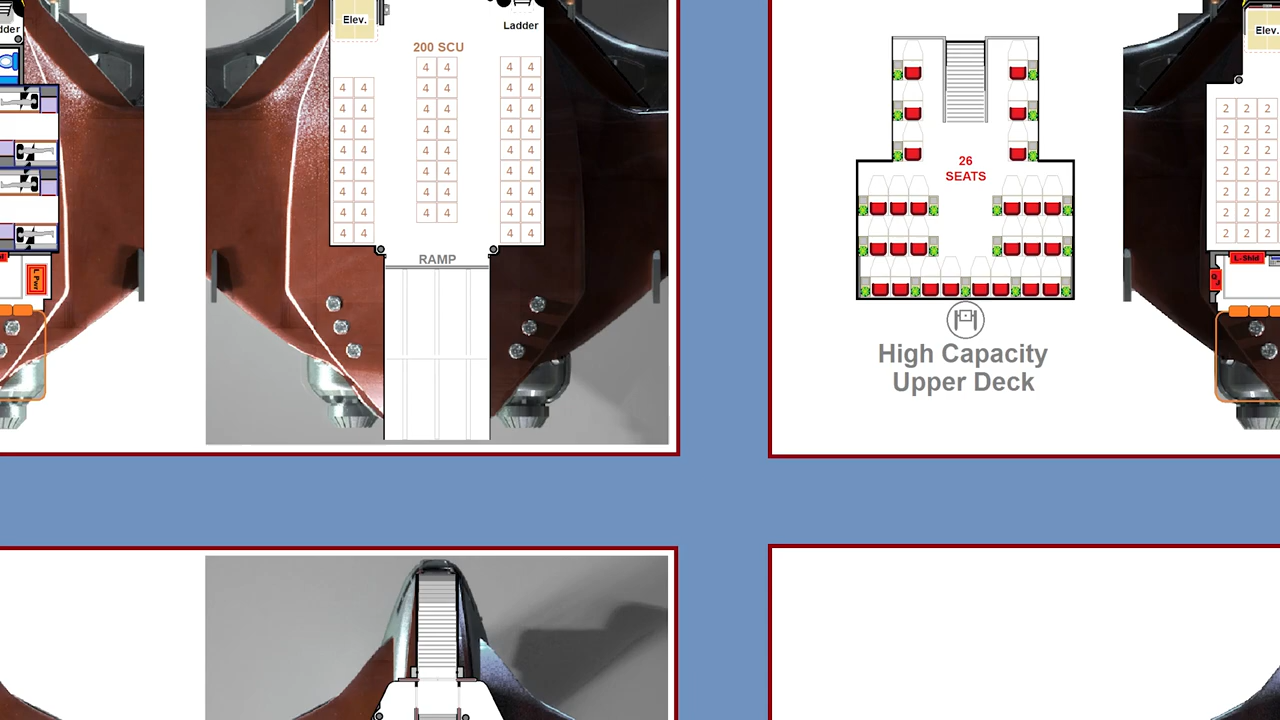 dder
L-Pwr
Elev.
Ladder
200 SCU
4 4 4 4
4 4 4 4 4 4
4 4 4 4 4 4
4 4 4 4 4 4
4 4 4 4 4 4
4 4 4 4 4 4
4 4 4 4 4 4
4 4 4 4 4 4
4 4 4 4
RAMP
26
SEATS
High Capacity
Upper Deck
Elev.
2 2 2
2 2 2
2 2 2
2 2 2
2 2 2
2 2 2
2 2 2
L-Shld